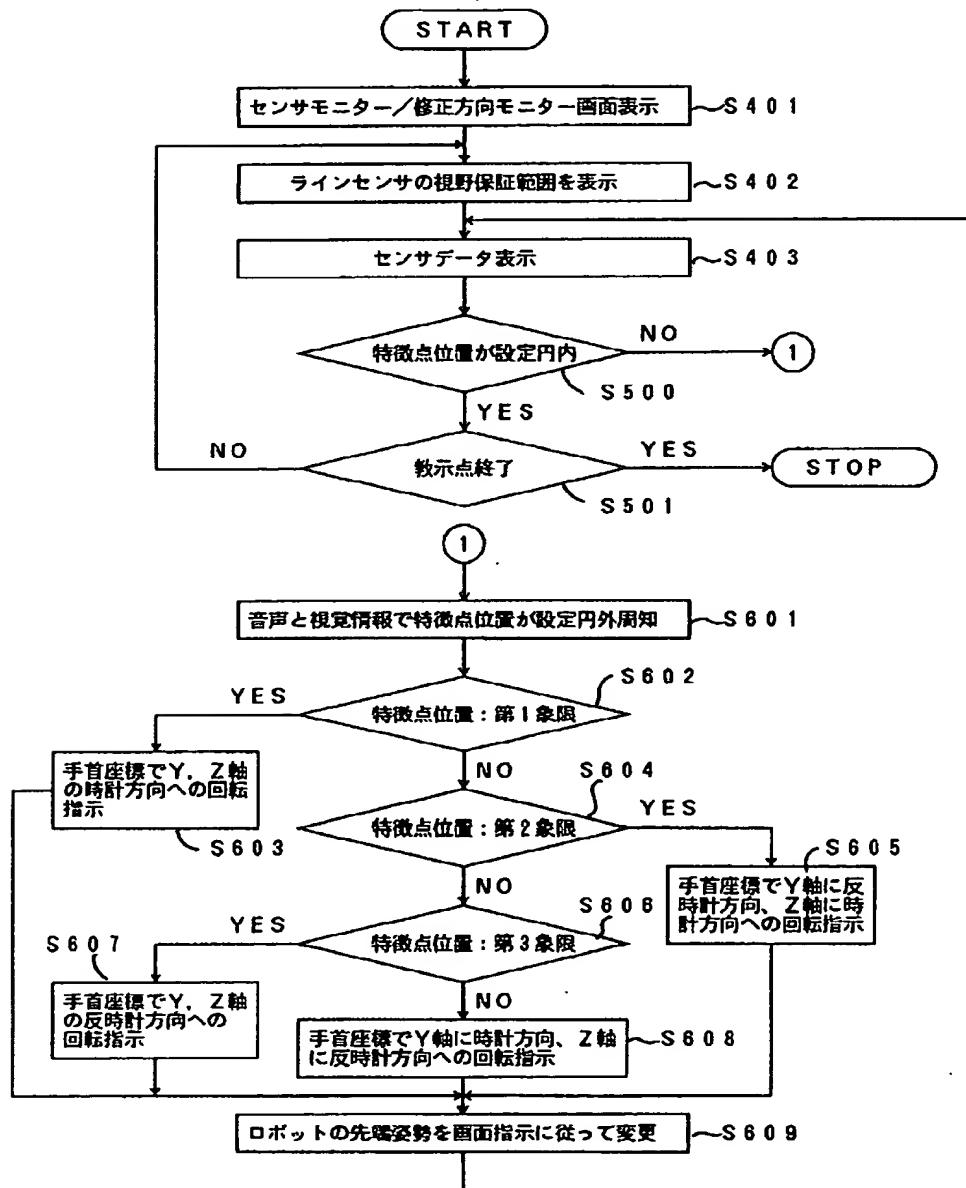 START
センサモニター/修正方向モニター画面表示
S401
ラインセンサの視野保証範囲を表示
S402
センサデータ表示
S403
特徴点位置が設定円内
NO
1
S500
YES
教示点終了
NO
YES
STOP
S501
1
音声と視覚情報で特徴点位置が設定円外周知
S601
S602
特徴点位置:第1象限
YES
手首座標でY, Z軸
の時計方向への回転
指示
S603
NO
S604
特徴点位置:第2象限
YES
S605
手首座標でY軸に反
時計方向、Z軸に時
計方向への回転指示
NO
S606
特徴点位置:第3象限
YES
S607
手首座標でY, Z軸
の反時計方向への
回転指示
NO
手首座標でY軸に時計方向、Z軸
に反時計方向への回転指示
S608
ロボットの先端姿勢を画面指示に従って変更
S609